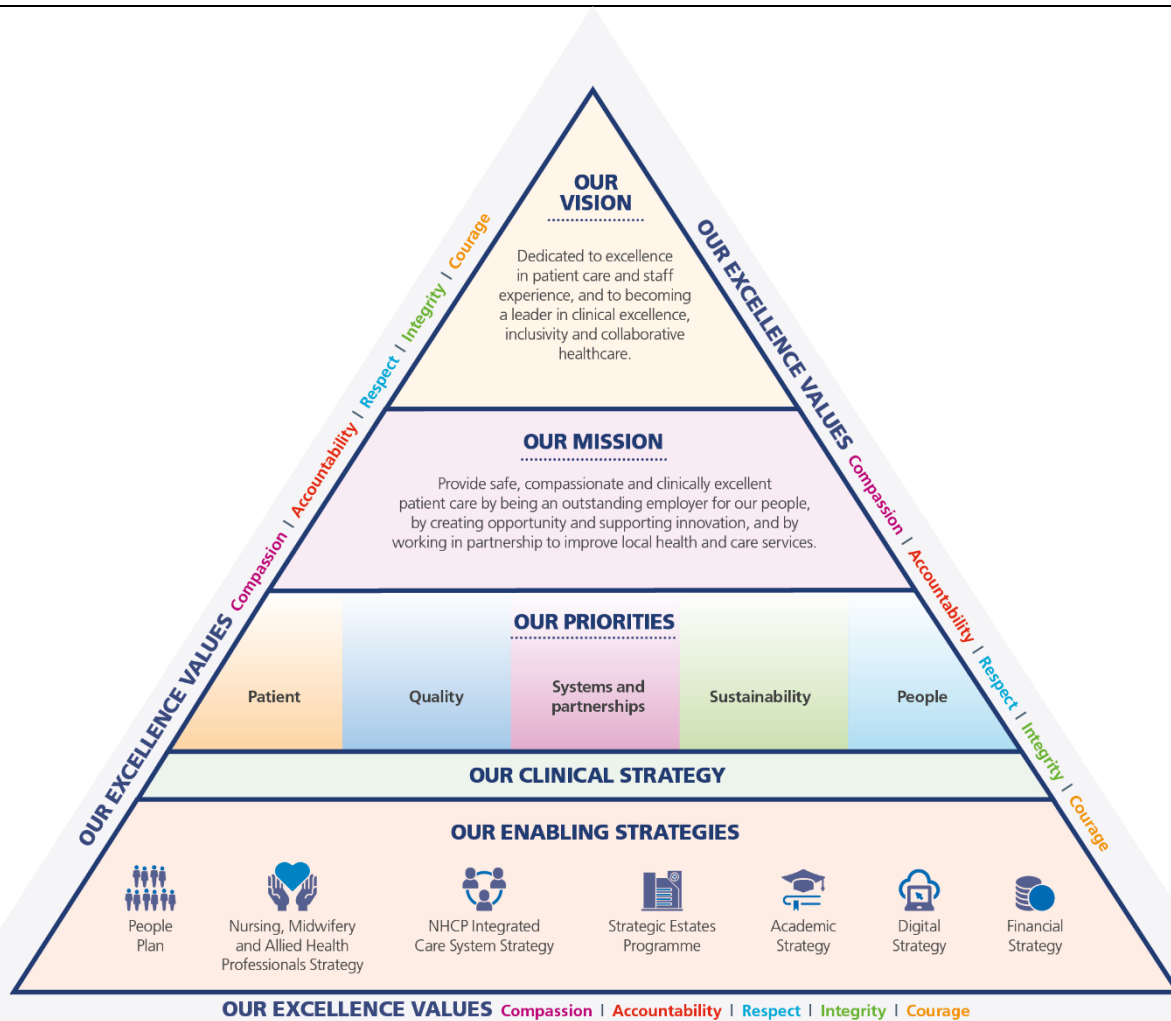 OUR
VISION
Dedicated to excellence
in patient care and staff
experience, and to becoming
a leader in clinical excellence,
inclusivity and collaborative
healthcare.
OUR MISSION
Provide safe, compassionate and clinically excellent
patient care by being an outstanding employer for our people,
by creating opportunity and supporting innovation, and by
working in partnership to improve local health and care services.
OUR PRIORITIES
Patient
Quality
Systems and
partnerships
Sustainability
People
OUR CLINICAL STRATEGY
OUR ENABLING STRATEGIES
People
Plan
Nursing, Midwifery
and Allied Health
Professionals Strategy
NHCP Integrated
Care System Strategy
Strategic Estates
Programme
Academic
Strategy
Digital
Strategy
Financial
Strategy
OUR EXCELLENCE VALUES Compassion | Accountability | Respect | Integrity | Courage
OUR EXCELLENCE VALUES Compassion | Accountability | Respect | Integrity | Courage
OUR EXCELLENCE VALUES Compassion | Accountability | Respect | Integrity | Courage